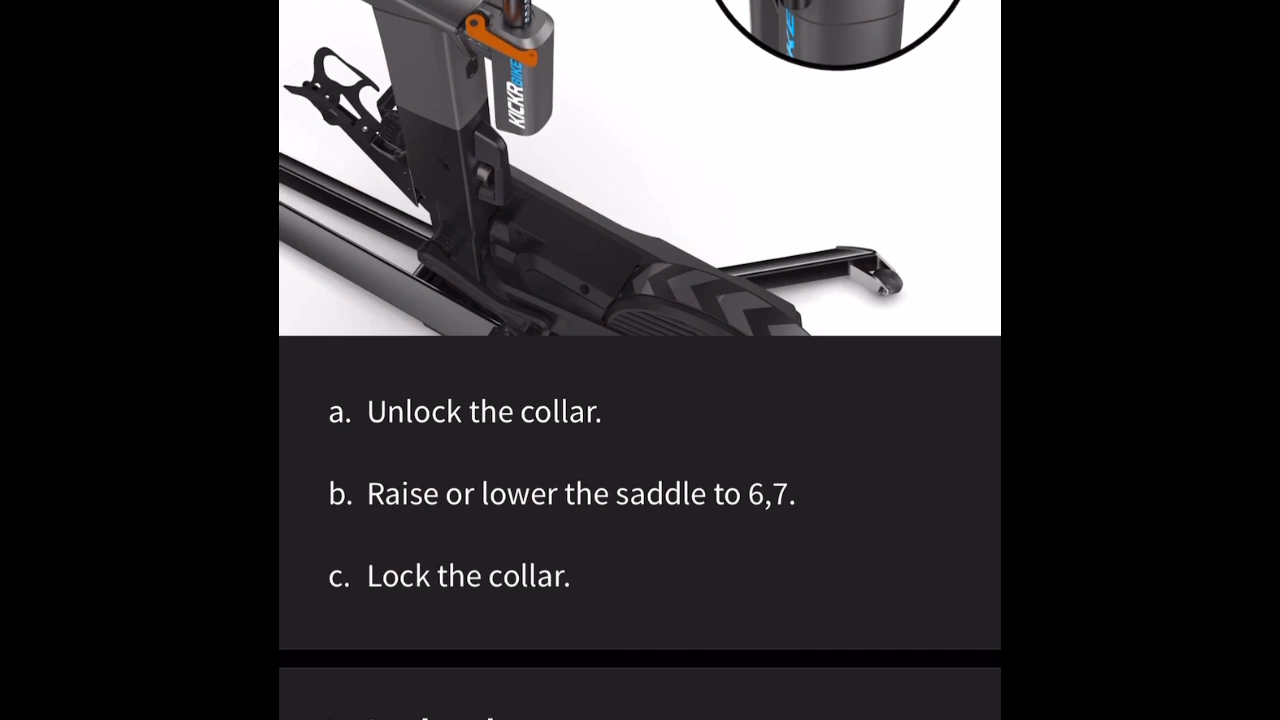 KICKR BIKE
a. Unlock the collar.
b. Raise or lower the saddle to 6,7.
c. Lock the collar.